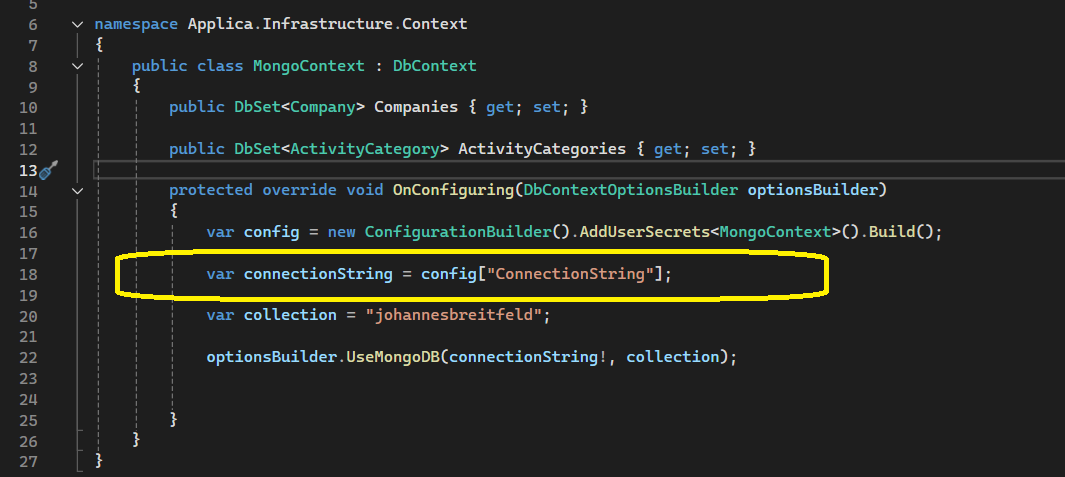 5
6 namespace Applica.Infrastructure.Context
7 {
8 public class MongoContext : DbContext
9 {
10 public DbSet<Company> Companies { get; set; }
11
12 public DbSet<ActivityCategory> ActivityCategories { get; set; }
13
14 protected override void OnConfiguring(DbContextOptionsBuilder optionsBuilder)
15 {
16 var config = new ConfigurationBuilder().AddUserSecrets<MongoContext>().Build();
17
18 var connectionString = config["ConnectionString"];
19
20 var collection = "johannesbreitfeld";
21
22 optionsBuilder.UseMongoDB(connectionString!, collection);
23
24
25 }
26 }
27 }